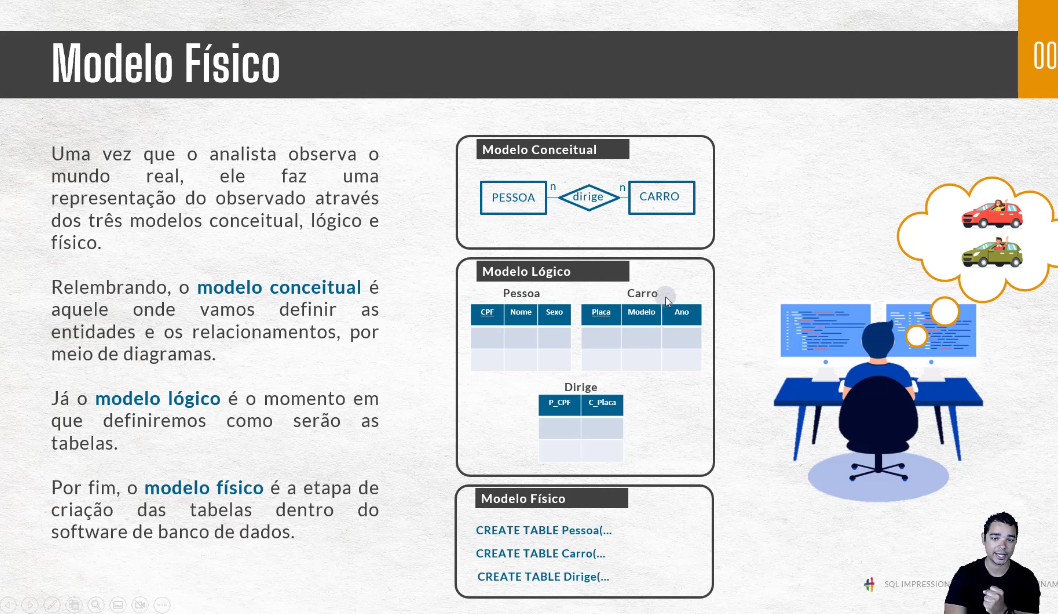 Modelo Físico
00
Uma vez que o analista observa o
mundo real, ele faz uma
representação do observado através
dos três modelos conceitual, lógico e
físico.
Relembrando, o modelo conceitual é
aquele onde vamos definir as
entidades e os relacionamentos, por
meio de diagramas.
Já o modelo lógico é o momento em
que definiremos como serão as
tabelas.
Por fim, o modelo físico é a etapa de
criação das tabelas dentro do
software de banco de dados.
Modelo Conceitual
PESSOA n dirige n CARRO
Modelo Lógico
Pessoa Carro
CPF Nome Sexo Placa Modelo Ano
Dirige
P_CPF C_Placa
Modelo Físico
CREATE TABLE Pessoa(...
CREATE TABLE Carro(...
CREATE TABLE Dirige(...
SQL IMPRESSION